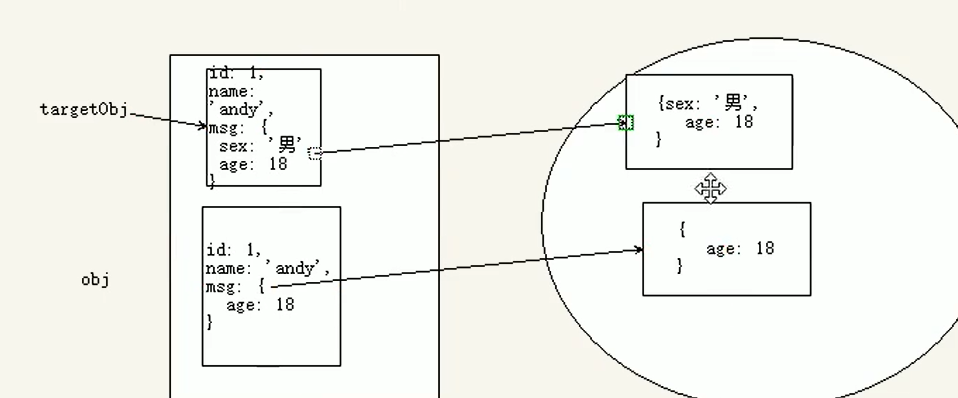 targetObj
id: 1,
name:
'andy',
msg: {
sex: '男'
age: 18
}
{sex: '男',
age: 18
}
obj
id: 1,
name: 'andy',
msg: {
age: 18
}
{
age: 18
}